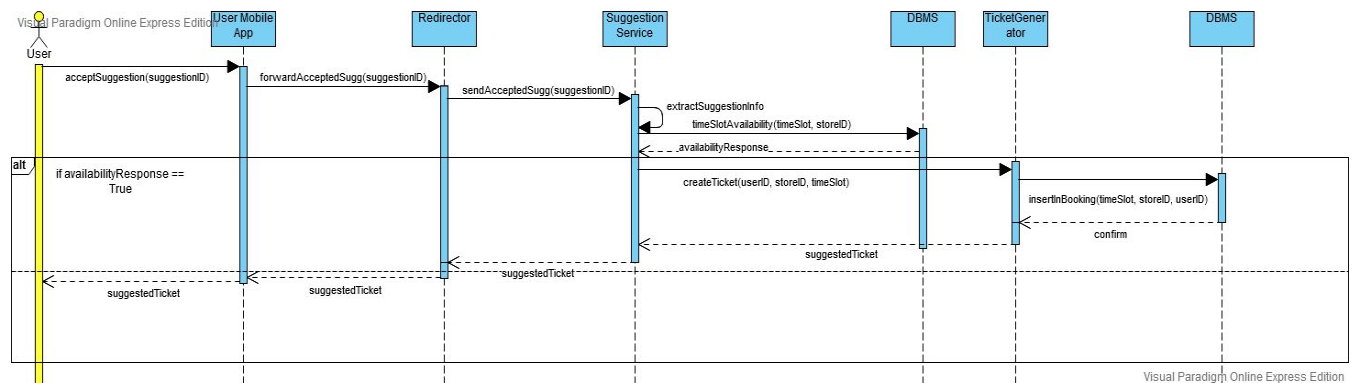 Visual Paradigm Online Express Edition
User
User Mobile
App
Redirector
Suggestion
Service
DBMS
TicketGener
ator
DBMS
acceptSuggestion(suggestionID)
forwardAcceptedSugg(suggestionID)
sendAcceptedSugg(suggestionID)
extractSuggestionInfo
timeSlotAvailability(timeSlot, storeID)
availabilityResponse
alt
if availabilityResponse ==
True
createTicket(userID, storeID, timeSlot)
insertInBooking(timeSlot, storeID, userID)
confirm
suggestedTicket
suggestedTicket
suggestedTicket
suggestedTicket
Visual Paradigm Online Express Edition